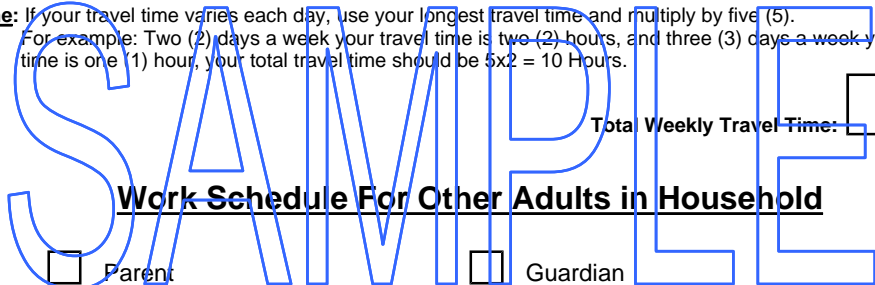 e: If your travel time varies each day, use your longest travel time and multiply by five (5).
For example: Two (2) days a week your travel time is two (2) hours, and three (3) days a week y
time is one (1) hour, your total travel time should be 5x2 = 10 Hours.
Total Weekly Travel Time:
Work Schedule For Other Adults in Household
Parent
Guardian
SAMPLE